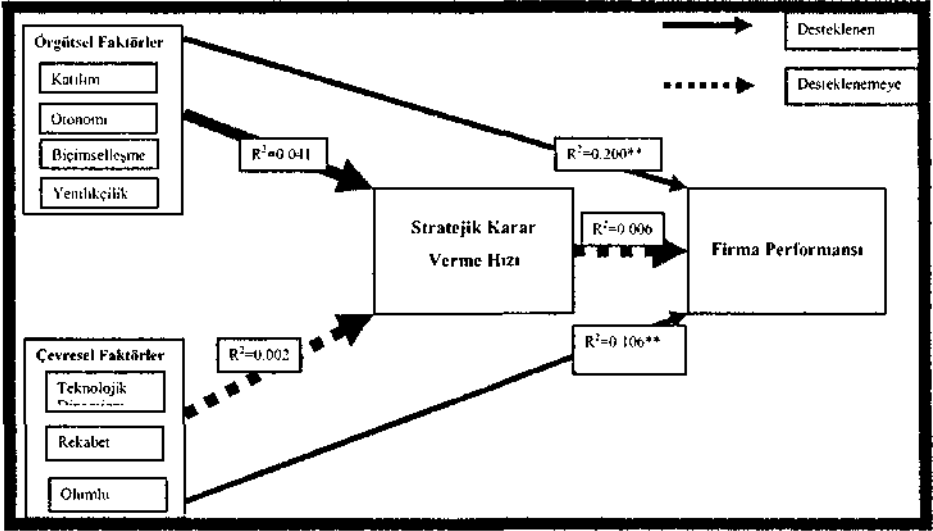 Örgütsel Faktörler
Katılım
Otonomi
Biçimselleşme
Yenilikçilik
Desteklenen
Desteklenemeye
R²=0.041
R²=0.200**
Stratejik Karar
Verme Hızı
R²=0.006
Firma Performansı
Çevresel Faktörler
Teknolojik
Rekabet
Olumlu
R²=0.002
R²=0.106**